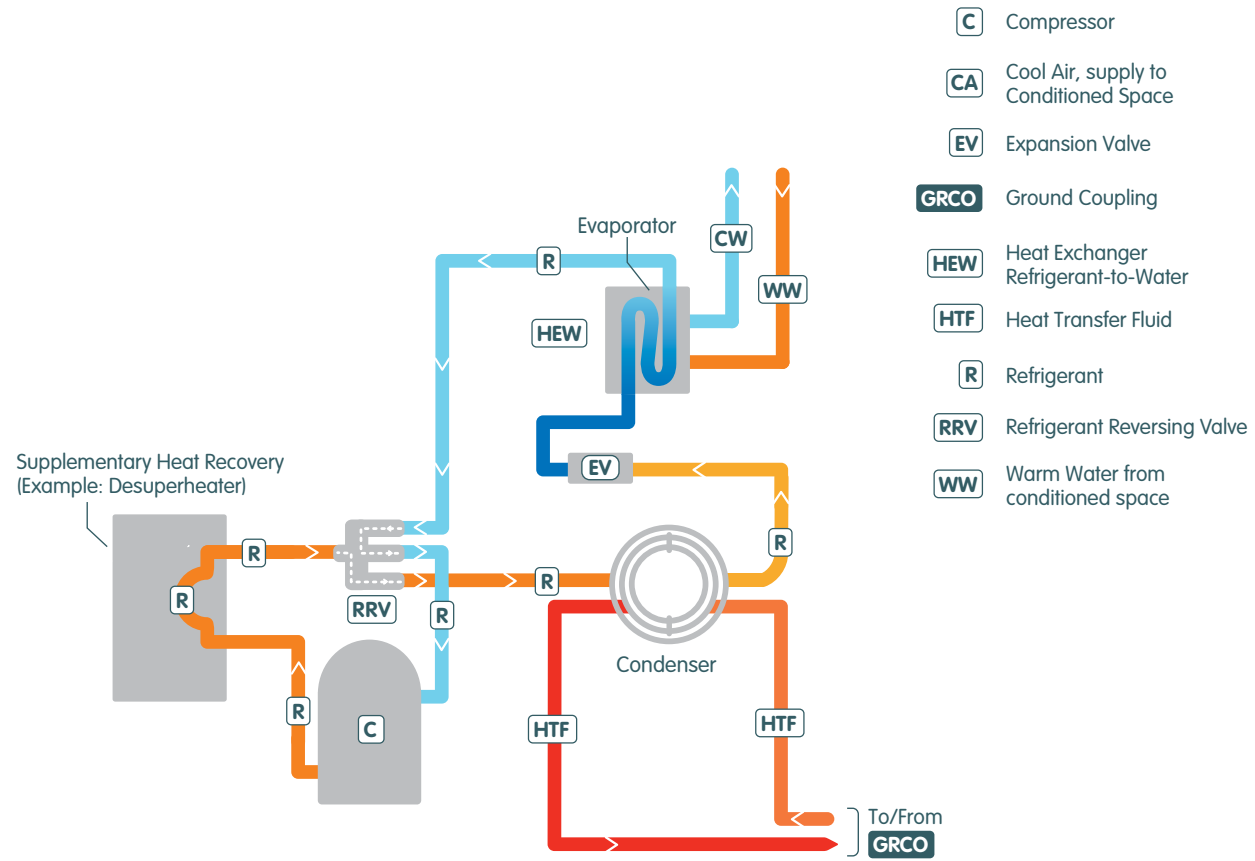 C Compressor
CA Cool Air, supply to
Conditioned Space
EV Expansion Valve
GRCO Ground Coupling
HEW Heat Exchanger
Refrigerant-to-Water
HTF Heat Transfer Fluid
R Refrigerant
RRV Refrigerant Reversing Valve
WW Warm Water from
conditioned space
Evaporator
R
CW
WW
HEW
EV
Supplementary Heat Recovery
(Example: Desuperheater)
R
R
R
R
RRV
R
Condenser
R
C
HTF
HTF
To/From
GRCO